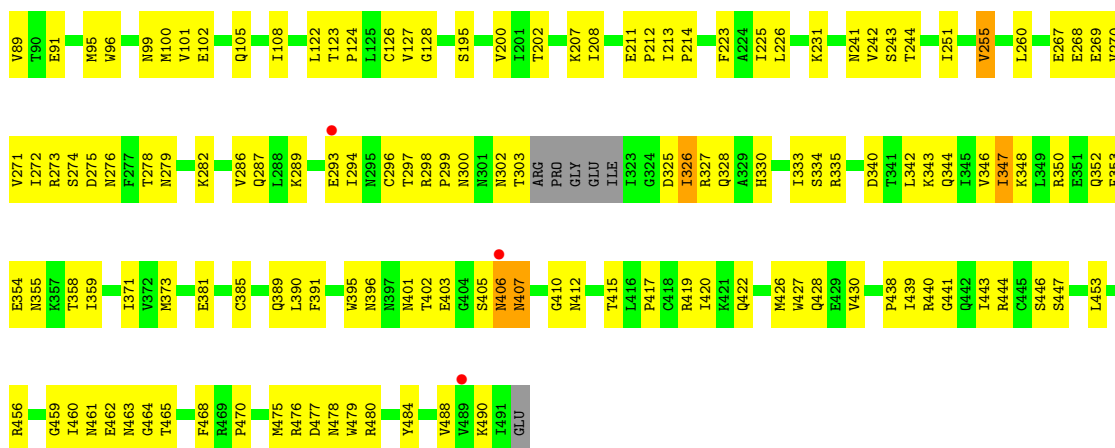 V89 T90 E91 M95 W96 N99 M100 V101 E102 Q105 I108 L122 T123 P124 L125 C126 V127 G128 S195 V200 I201 T202 K207 I208 E211 P212 I213 P214 F223 A224 I225 L226 K231 N241 V242 S243 T244 I251 V255 L260 E267 E268 E269 V270
V271 I272 R273 S274 D275 N276 F277 T278 N279 K282 V286 Q287 L288 K289 E293 I294 N295 C296 T297 R298 P299 N300 N301 N302 T303 ARG PRO GLY GLU ILE I323 G324 D325 I326 R327 Q328 A329 H330 I333 S334 R335 D340 T341 L342 K343 Q344 I345 V346 I347 K348 L349 R350 E351 Q352 F353
E354 N355 K357 T358 I359 I371 V372 M373 E381 C385 Q389 L390 F391 W395 N396 N397 N401 T402 E403 G404 S405 N406 N407 G410 N412 T415 L416 P417 C418 R419 I420 K421 Q422 M426 W427 Q428 E429 V430 P438 I439 R440 G441 Q442 I443 R444 C445 S446 S447 L453
R456 G459 I460 N461 E462 N463 G464 T465 F468 R469 P470 M475 R476 D477 N478 W479 R480 Y484 V488 V489 K490 I491 GLU